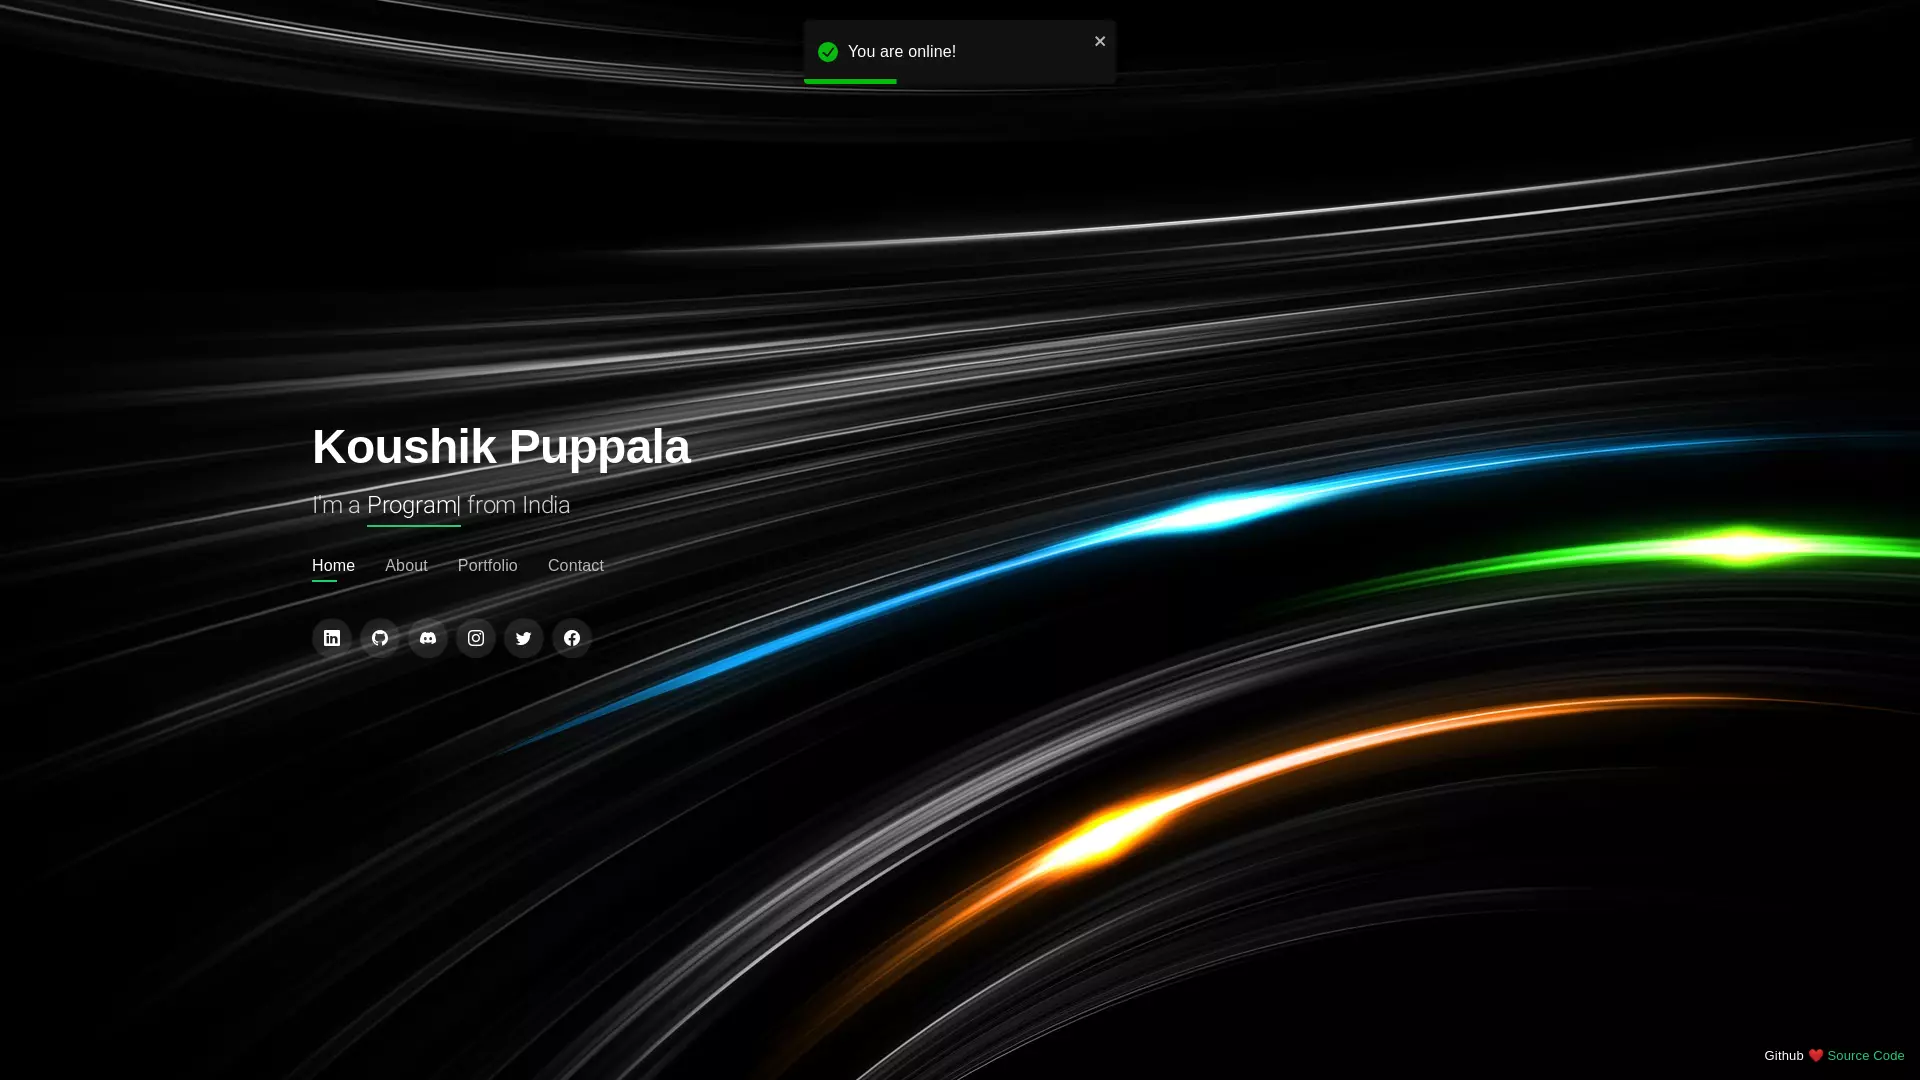 You are online!
Koushik Puppala
I'm a Program| from India
Home About Portfolio Contact
Github ❤️ Source Code